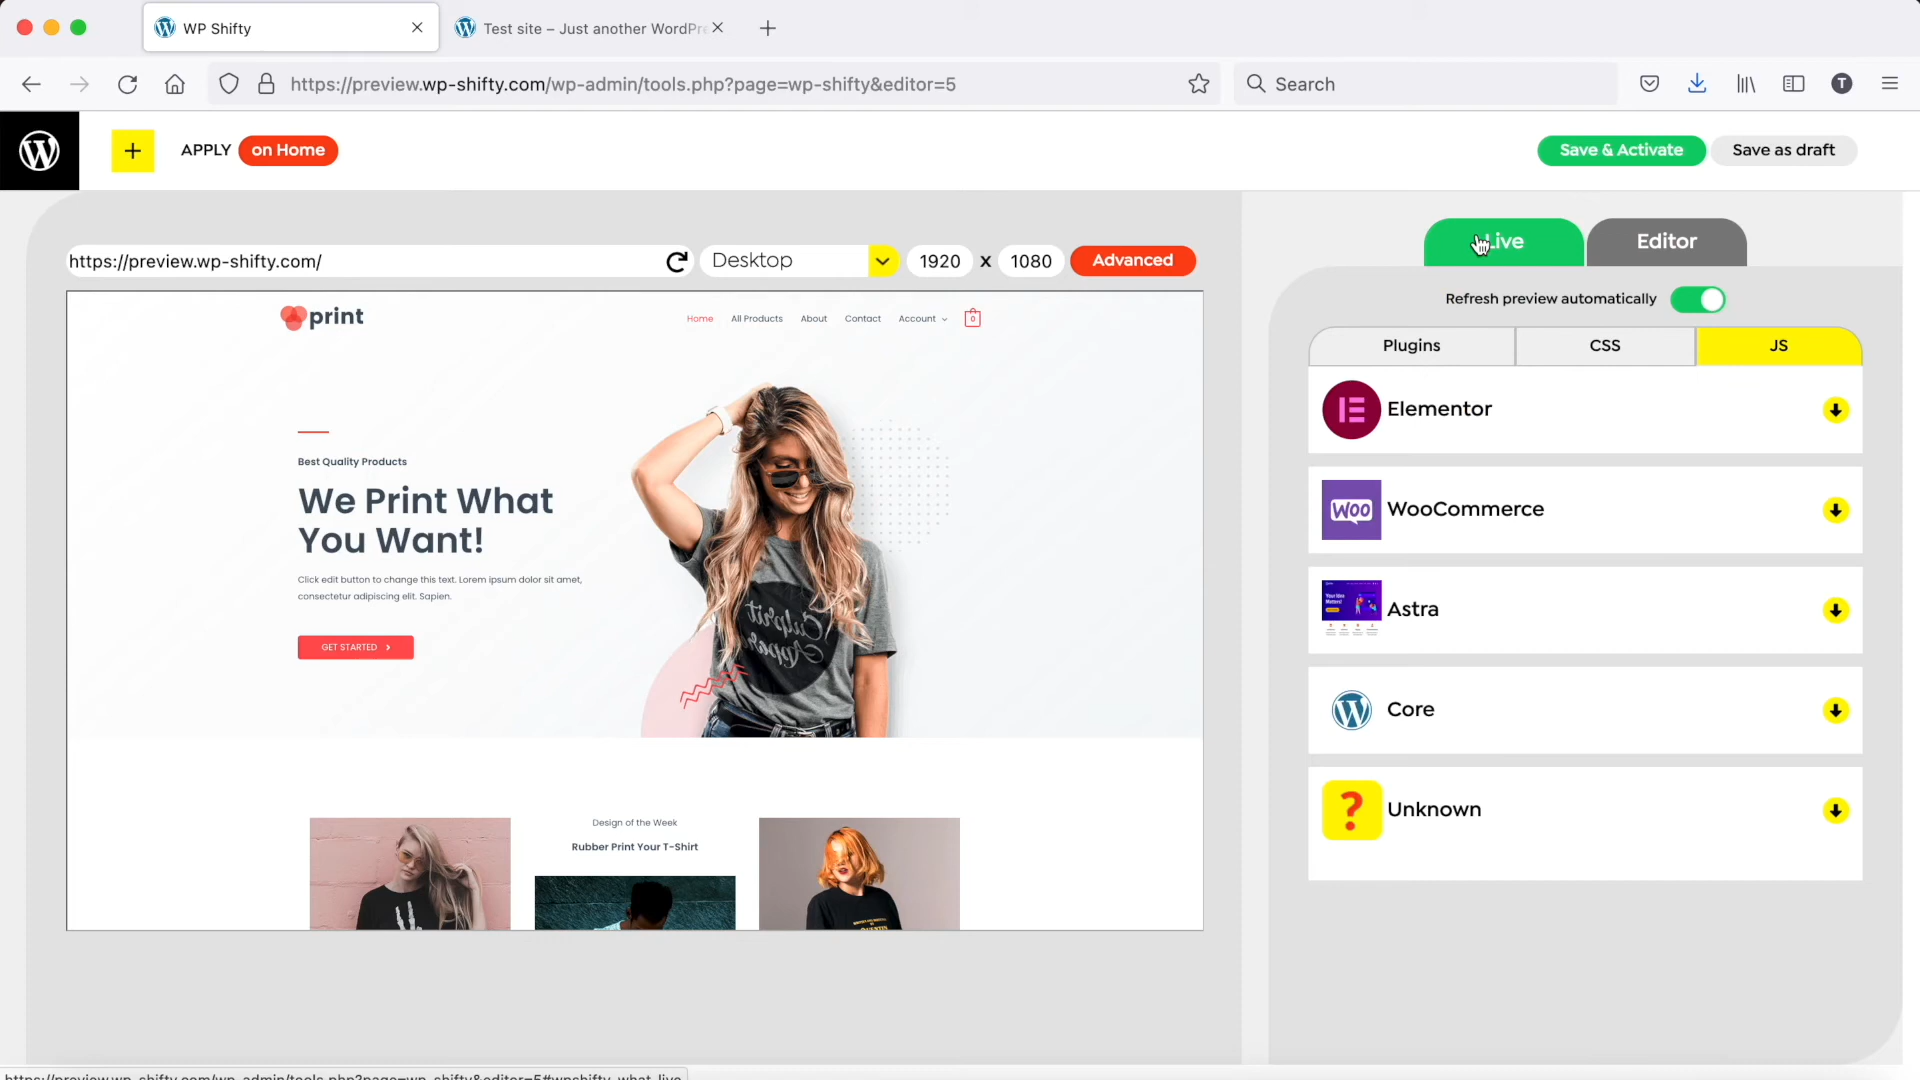 WP Shifty
Test site – Just another WordPre
https://preview.wp-shifty.com/wp-admin/tools.php?page=wp-shifty&editor=5
Search
T
+ APPLY on Home
Save & Activate
Save as draft
https://preview.wp-shifty.com/
Desktop
1920 x 1080
Advanced
Live
Editor
Refresh preview automatically
Plugins
CSS
JS
Elementor
WOO
WooCommerce
Astra
Core
?
Unknown
print
Home
All Products
About
Contact
Account
0
Best Quality Products
We Print What
You Want!
Click edit button to change this text. Lorem ipsum dolor sit amet,
consectetur adipiscing elit. Sapien.
GET STARTED
Design of the Week
Rubber Print Your T-Shirt